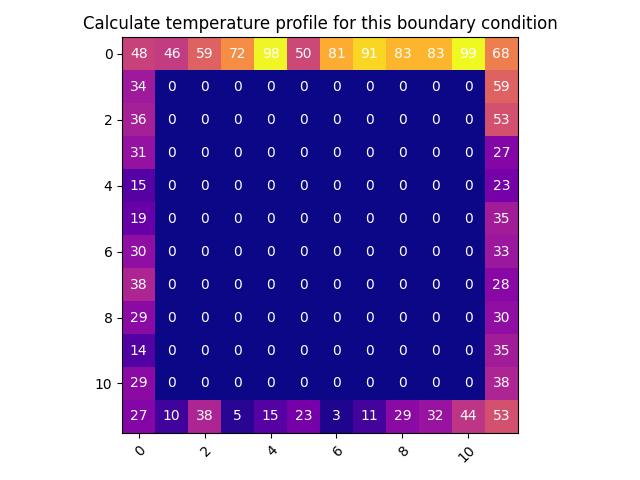 Calculate temperature profile for this boundary condition
0 48 46 59 72 98 50 81 91 83 83 99 68
34 0 0 0 0 0 0 0 0 0 0 59
2 36 0 0 0 0 0 0 0 0 0 0 53
31 0 0 0 0 0 0 0 0 0 0 27
4 15 0 0 0 0 0 0 0 0 0 0 23
19 0 0 0 0 0 0 0 0 0 0 35
6 30 0 0 0 0 0 0 0 0 0 0 33
38 0 0 0 0 0 0 0 0 0 0 28
8 29 0 0 0 0 0 0 0 0 0 0 30
14 0 0 0 0 0 0 0 0 0 0 35
10 29 0 0 0 0 0 0 0 0 0 0 38
27 10 38 5 15 23 3 11 29 32 44 53
0 2 4 6 8 10